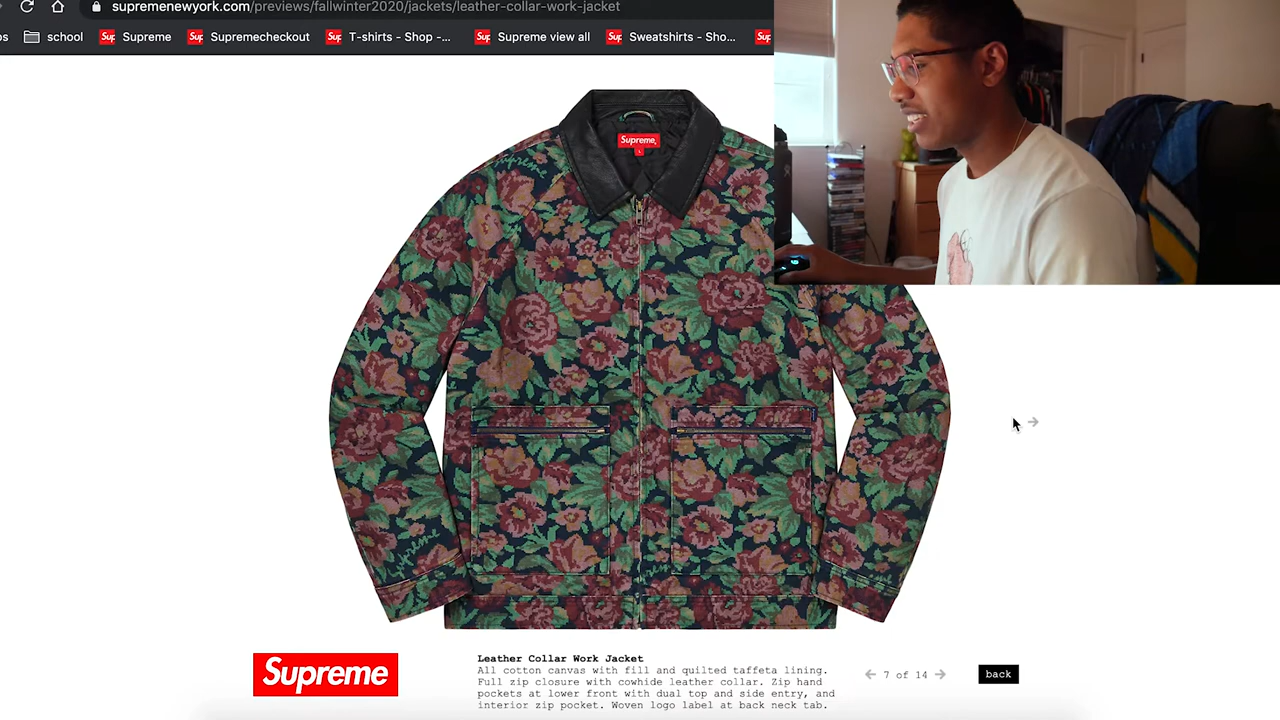 supremenewyork.com/previews/fallwinter2020/jackets/leather-collar-work-jacket
school Supreme Supremecheckout T-shirts - Shop -... Supreme view all Sweatshirts - Sho...
Supreme
L
Supreme
Leather Collar Work Jacket
All cotton canvas with fill and quilted taffeta lining.
Full zip closure with cowhide leather collar. Zip hand
pockets at lower front with dual top and side entry, and
interior zip pocket. Woven logo label at back neck tab.
Supreme
7 of 14
back